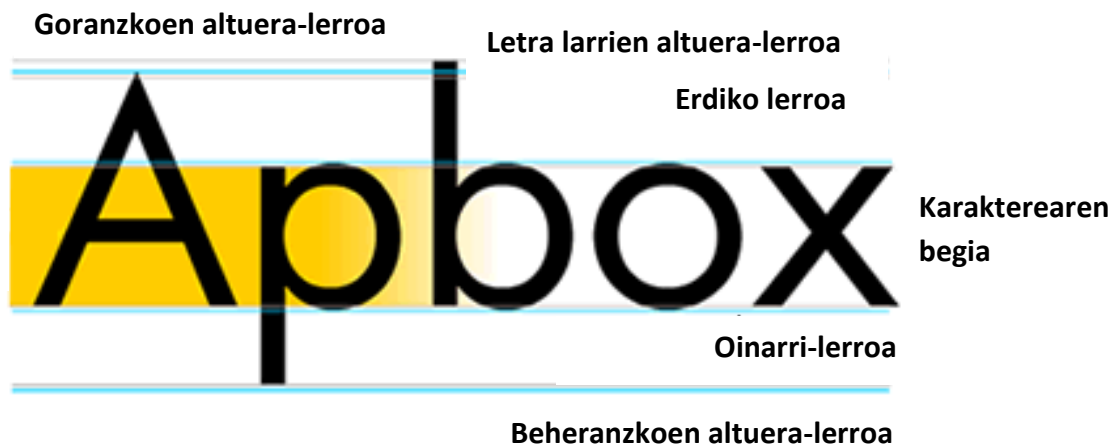 Goranzkoen altuera-lerroa
Letra larrien altuera-lerroa
Erdiko lerroa
Apbox
Karakterearen
begia
Oinarri-lerroa
Beheranzkoen altuera-lerroa